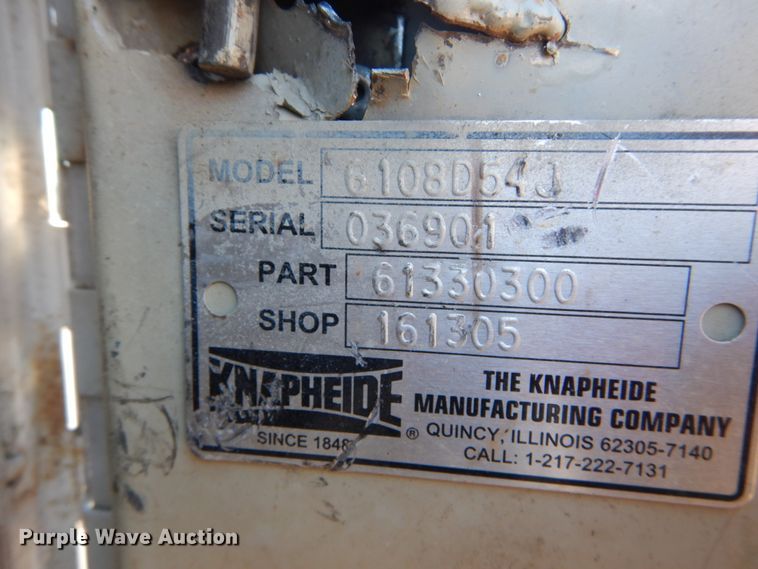 MODEL 6108D54J
SERIAL 036901
PART 61330300
SHOP 161305
KNAPHEIDE ®
SINCE 1848
THE KNAPHEIDE
MANUFACTURING COMPANY
QUINCY, ILLINOIS 62305-7140
CALL: 1-217-222-7131
Purple Wave Auction